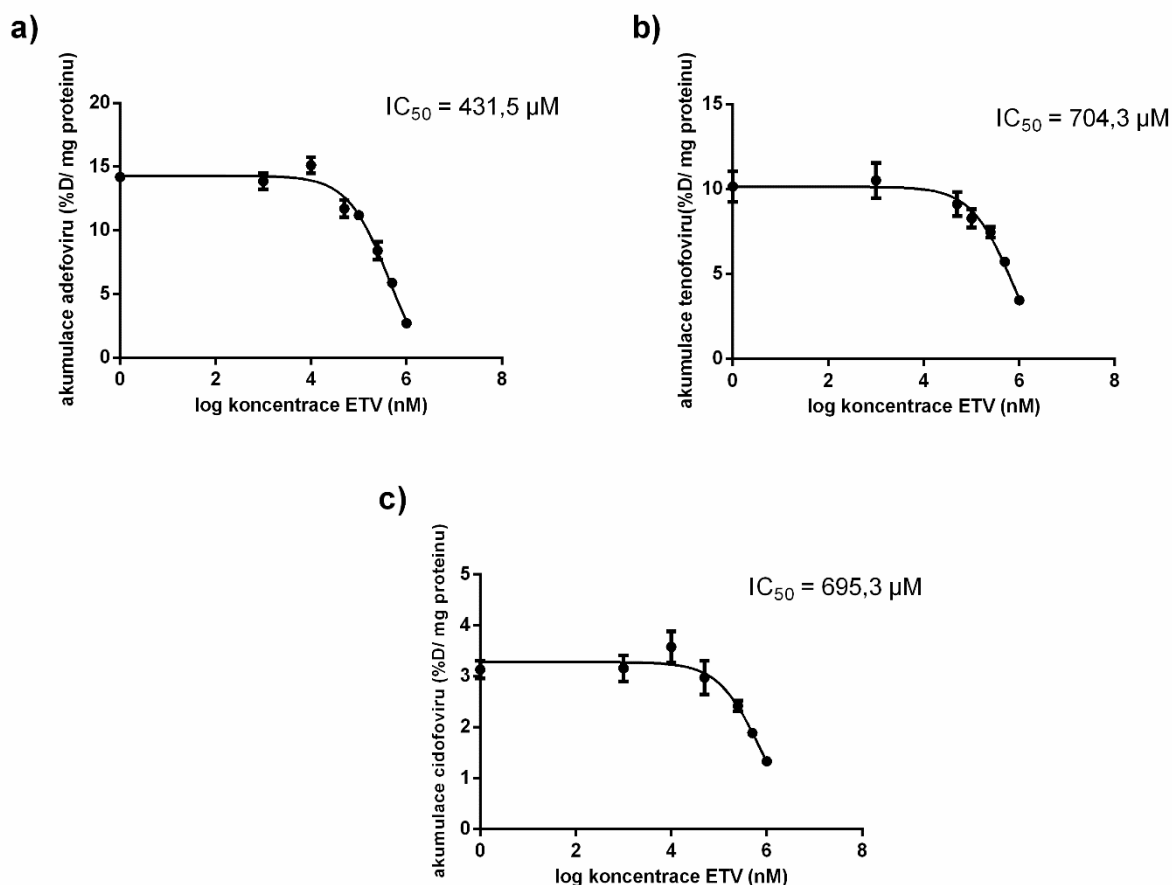 a)
akumulace adefoviru (%D/ mg proteinu)
20
15
10
5
0
0 2 4 6 8
log koncentrace ETV (nM)
IC50 = 431,5 µM
b)
akumulace tenofoviru(%D/ mg proteinu)
15
10
5
0
0 2 4 6 8
log koncentrace ETV (nM)
IC50 = 704,3 µM
c)
akumulace cidofoviru (%D/ mg proteinu)
5
4
3
2
1
0
0 2 4 6 8
log koncentrace ETV (nM)
IC50 = 695,3 µM